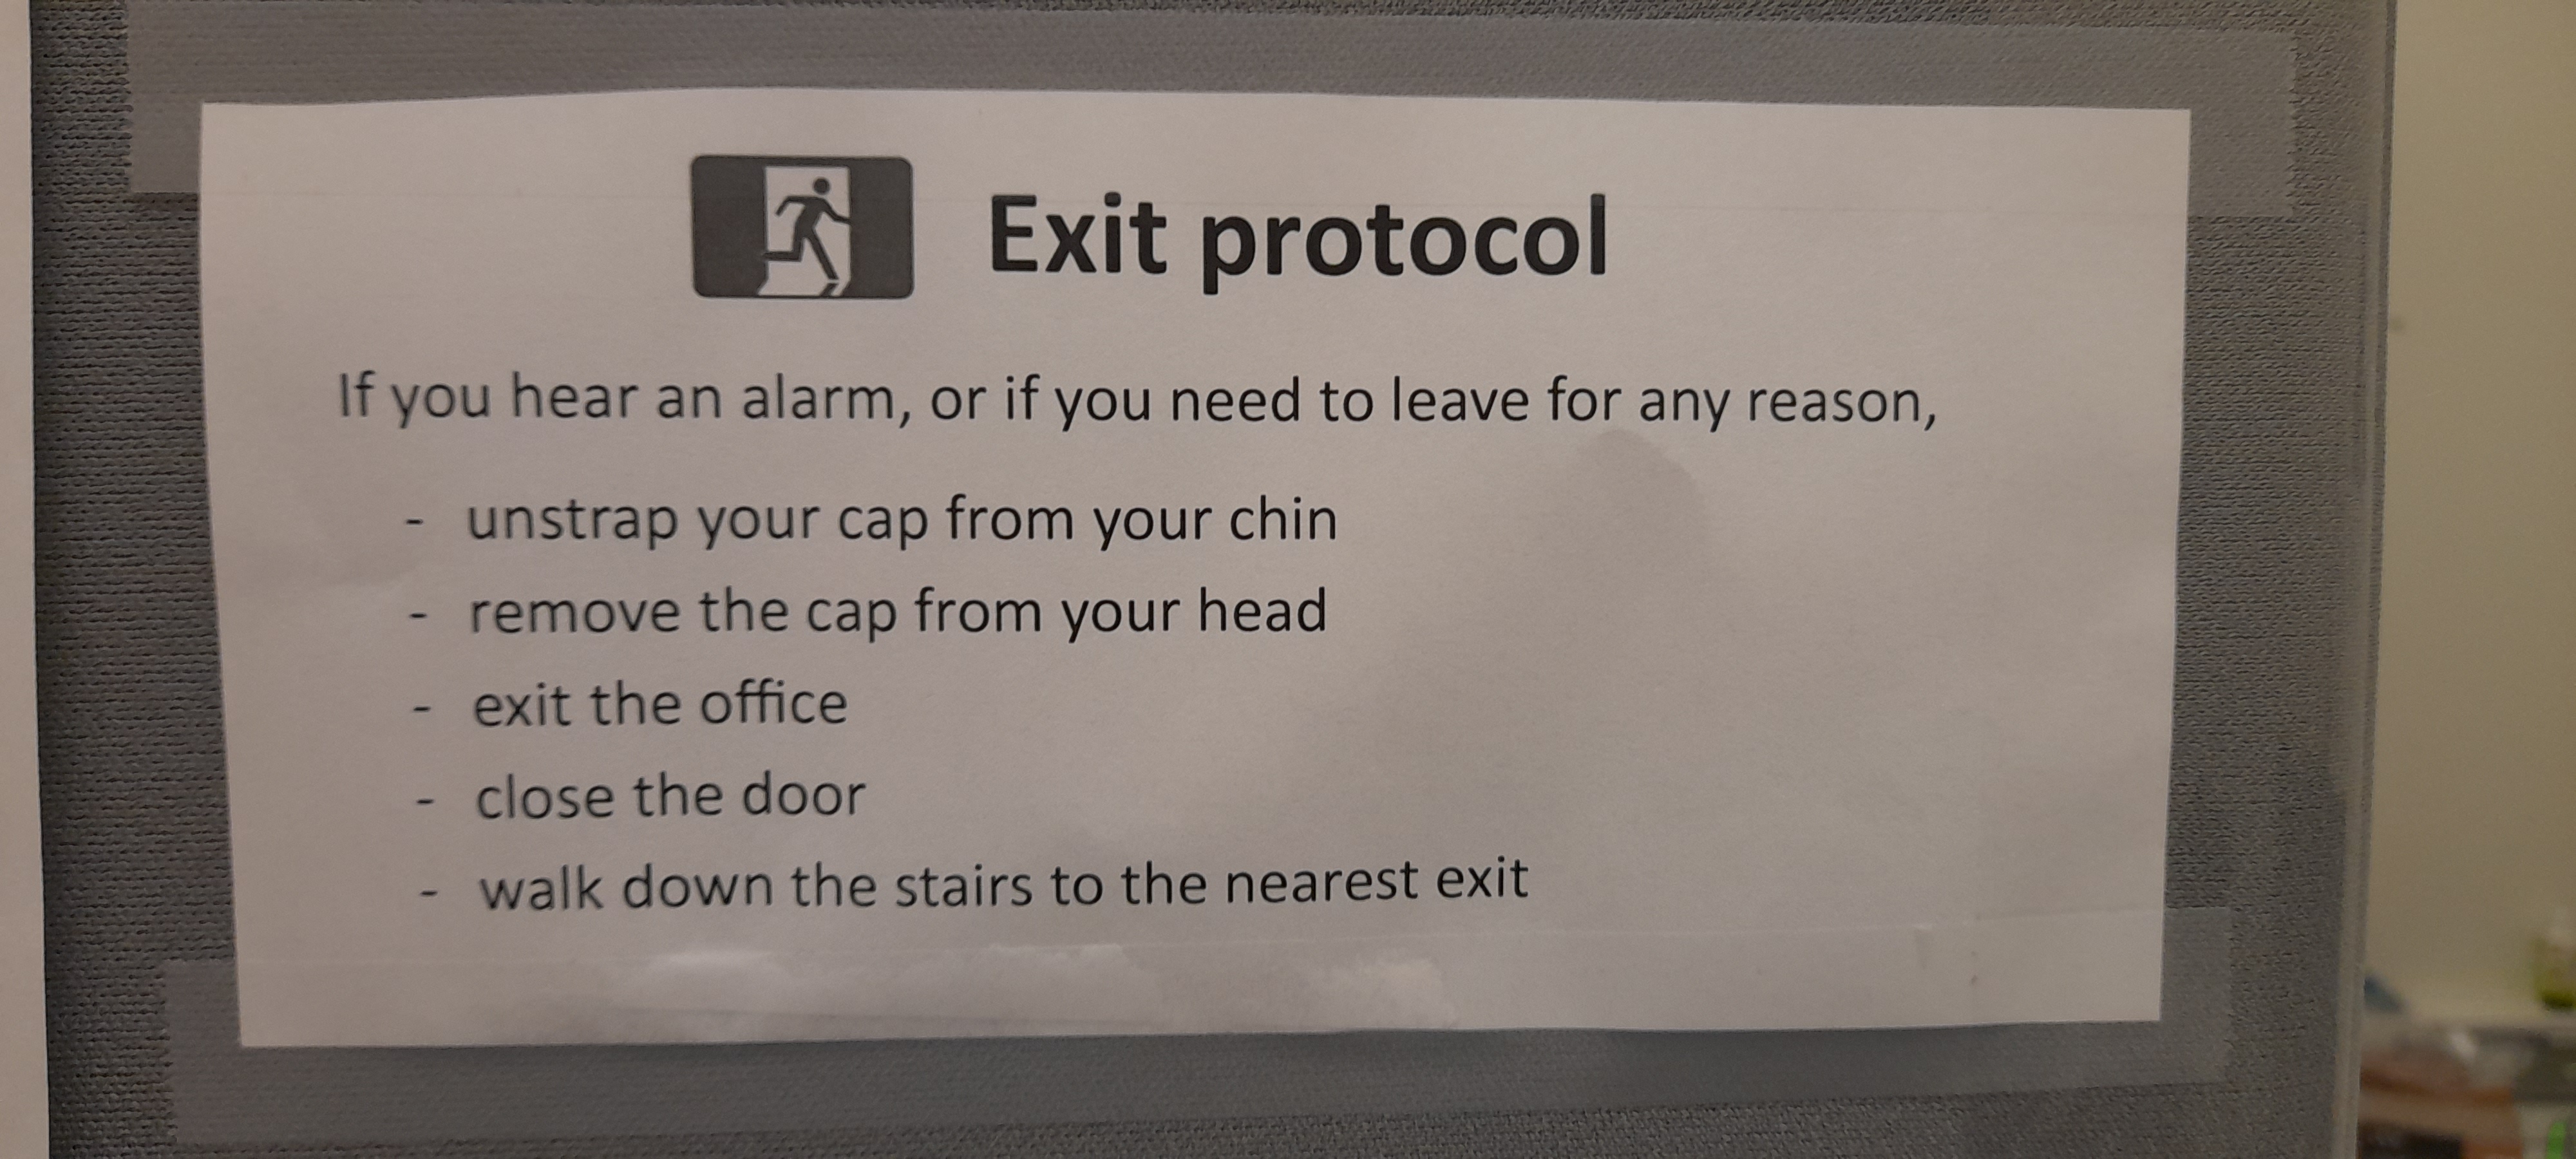 Exit protocol
If you hear an alarm, or if you need to leave for any reason,
- unstrap your cap from your chin
- remove the cap from your head
- exit the office
- close the door
- walk down the stairs to the nearest exit